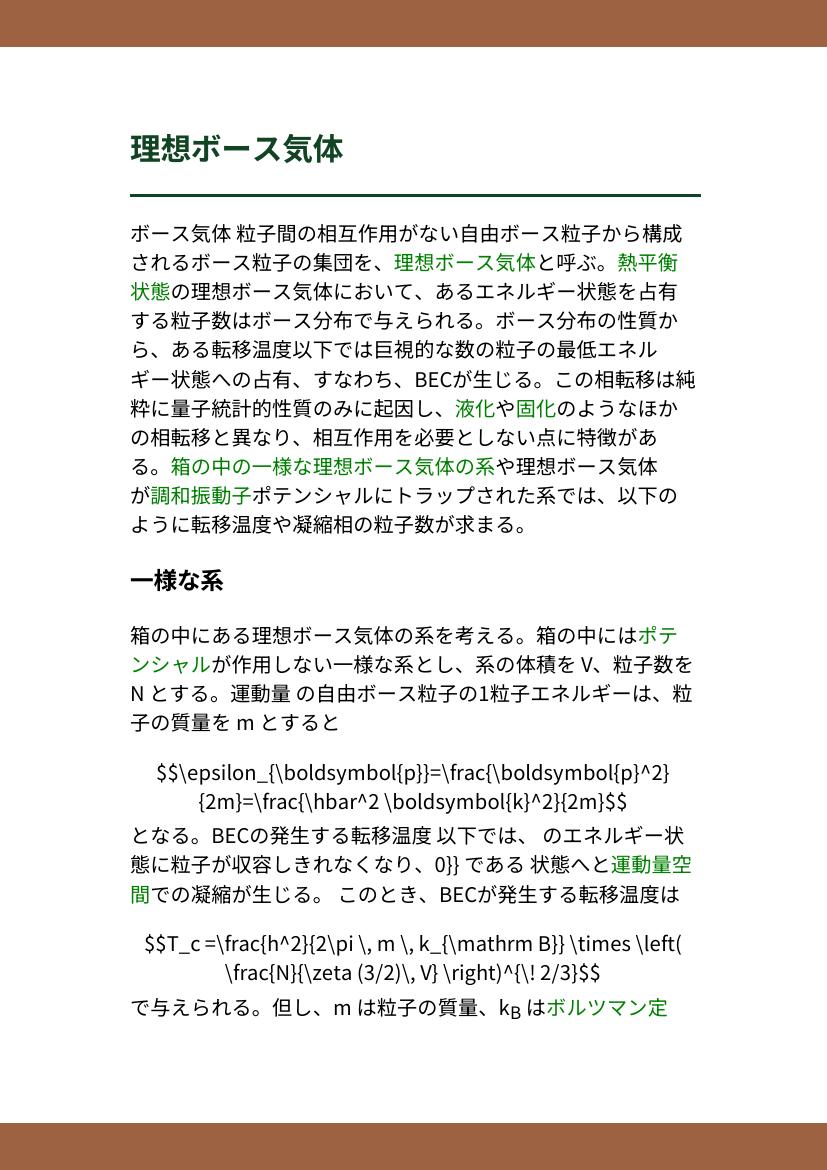 理想ボース気体
ボース気体 粒子間の相互作用がない自由ボース粒子から構成
されるボース粒子の集団を、理想ボース気体と呼ぶ。熱平衡
状態の理想ボース気体において、あるエネルギー状態を占有
する粒子数はボース分布で与えられる。ボース分布の性質か
ら、ある転移温度以下では巨視的な数の粒子の最低エネル
ギー状態への占有、すなわち、BECが生じる。この相転移は純
粋に量子統計的性質のみに起因し、液化や固化のようなほか
の相転移と異なり、相互作用を必要としない点に特徴があ
る。箱の中の一様な理想ボース気体の系や理想ボース気体
が調和振動子ポテンシャルにトラップされた系では、以下の
ように転移温度や凝縮相の粒子数が求まる。
一様な系
箱の中にある理想ボース気体の系を考える。箱の中にはポテ
ンシャルが作用しない一様な系とし、系の体積を V、粒子数を
N とする。運動量 の自由ボース粒子の1粒子エネルギーは、粒
子の質量を m とすると
$$\epsilon_{\boldsymbol{p}}=\frac{\boldsymbol{p}^2}
{2m}=\frac{\hbar^2 \boldsymbol{k}^2}{2m}$$
となる。BECの発生する転移温度 以下では、 のエネルギー状
態に粒子が収容しきれなくなり、0}} である 状態へと運動量空
間での凝縮が生じる。 このとき、BECが発生する転移温度は
$$T_c =\frac{h^2}{2\pi \, m \, k_{\mathrm B}} \times \left(
\frac{N}{\zeta (3/2)\, V} \right)^{\! 2/3}$$
で与えられる。但し、m は粒子の質量、kB はボルツマン定